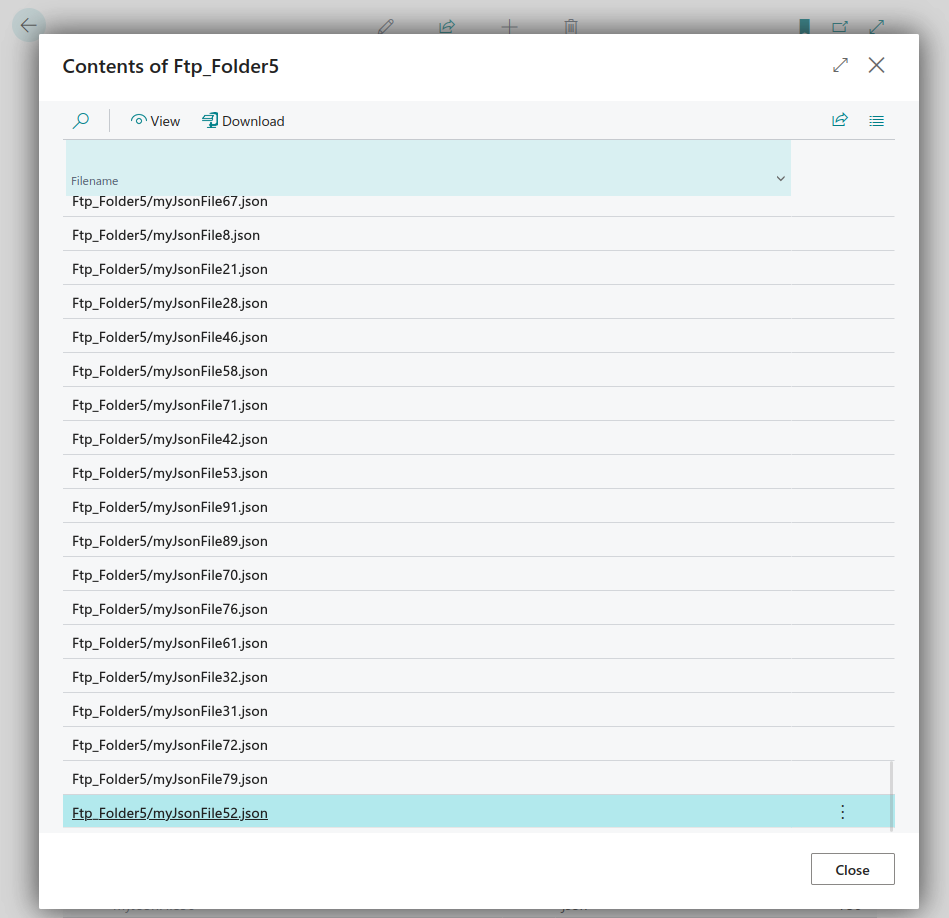 Contents of Ftp_Folder5
View Download
Filename
Ftp_Folder5/myJsonFile67.json
Ftp_Folder5/myJsonFile8.json
Ftp_Folder5/myJsonFile21.json
Ftp_Folder5/myJsonFile28.json
Ftp_Folder5/myJsonFile46.json
Ftp_Folder5/myJsonFile58.json
Ftp_Folder5/myJsonFile71.json
Ftp_Folder5/myJsonFile42.json
Ftp_Folder5/myJsonFile53.json
Ftp_Folder5/myJsonFile91.json
Ftp_Folder5/myJsonFile89.json
Ftp_Folder5/myJsonFile70.json
Ftp_Folder5/myJsonFile76.json
Ftp_Folder5/myJsonFile61.json
Ftp_Folder5/myJsonFile32.json
Ftp_Folder5/myJsonFile31.json
Ftp_Folder5/myJsonFile72.json
Ftp_Folder5/myJsonFile79.json
Ftp_Folder5/myJsonFile52.json
Close